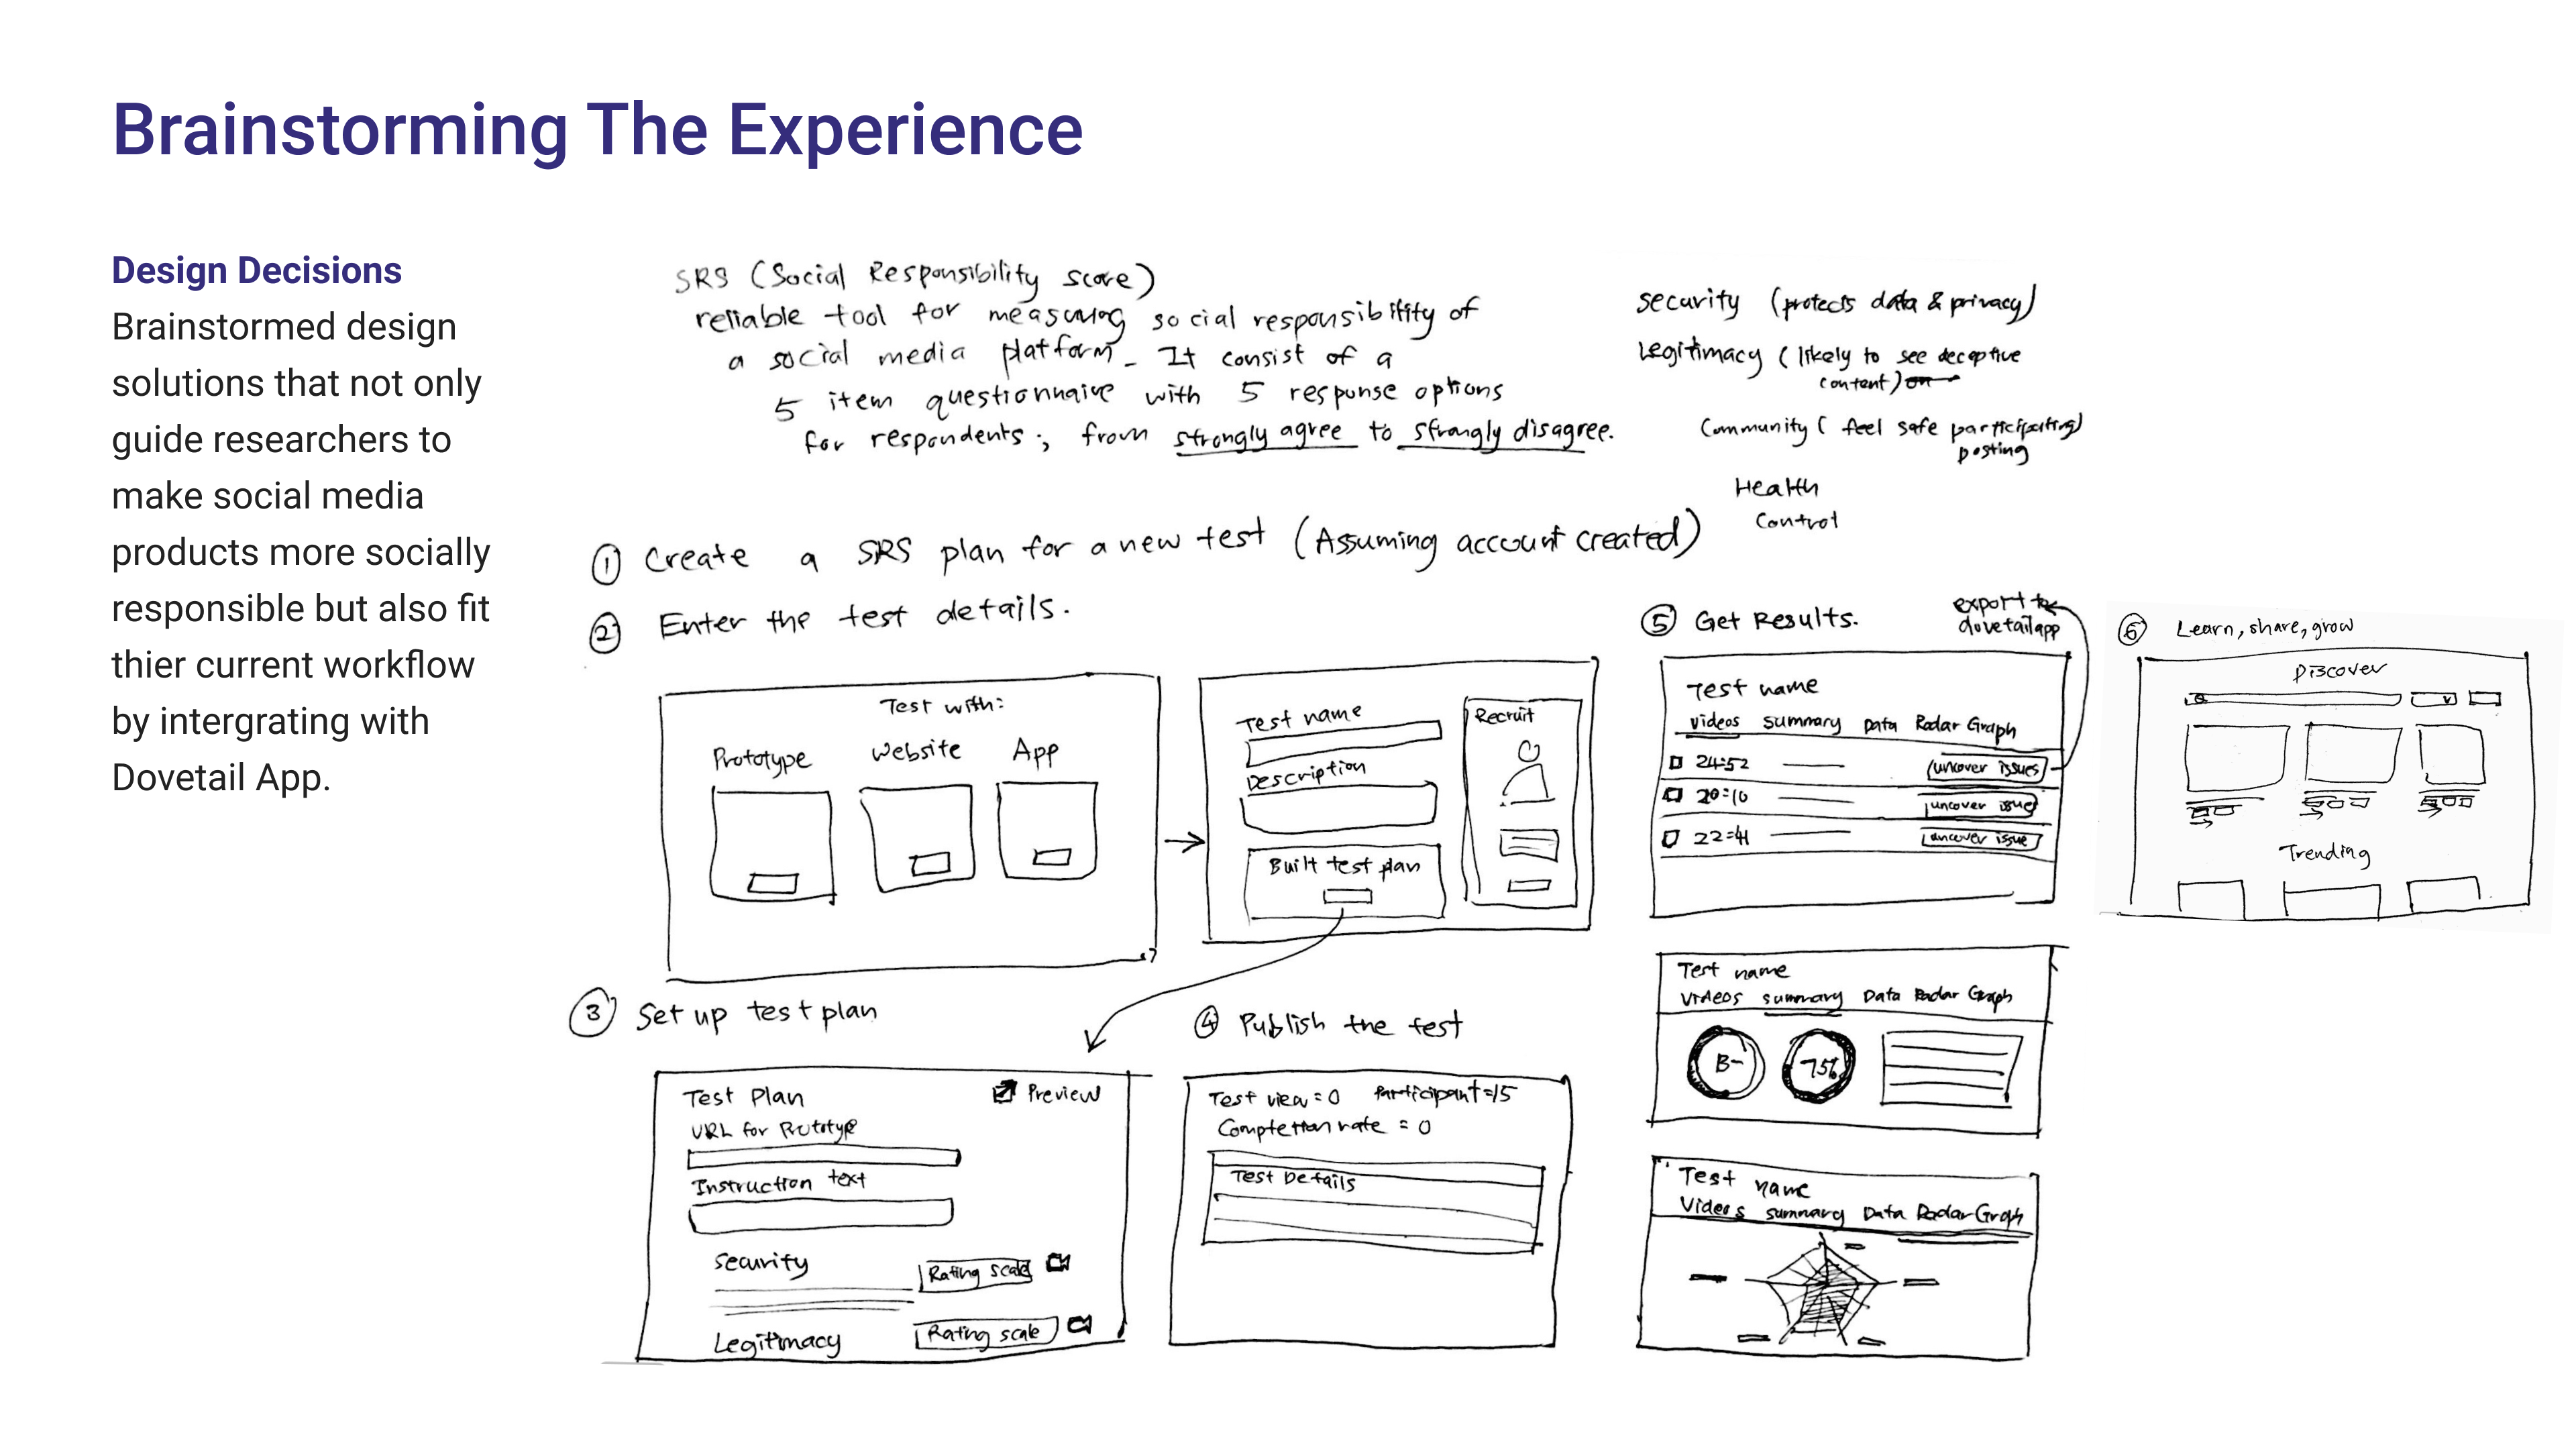 Brainstorming The Experience
Design Decisions
Brainstormed design
solutions that not only
guide researchers to
make social media
products more socially
responsible but also fit
thier current workflow
by intergrating with
Dovetail App.
SRS (Social Responsibility score)
reliable tool for measuring social responsibility of
a social media platform. It consist of a
5 item questionnaire with 5 response options
for respondents; from strongly agree to strongly disagree.
security (protects data & privacy)
Legitimacy (likely to see deceptive
content) or
Community (feel safe participating)
posting
Health
Control
1 Create a SRS plan for a new test (Assuming account created)
2 Enter the test details.
Test with:
Prototype Website App
Test name
Description
Built test plan
Recruit
3 Set up test plan
Test Plan
Preview
URL for Prototype
Instruction text
Security
Rating scale
Legitimacy
Rating scale
4 Publish the test
Test view = 0 Participant = 15
Completion rate = 0
Test Details
5 Get Results.
export to
dovetailapp
Test name
Videos summary Data Radar Graph
24:52 uncover issues
20:10 uncover issue
22:41 uncover issue
Test name
Videos summary Data Radar Graph
B- 75%
Test name
Videos summary Data Radar Graph
6 Learn, share, grow
Discover
Trending